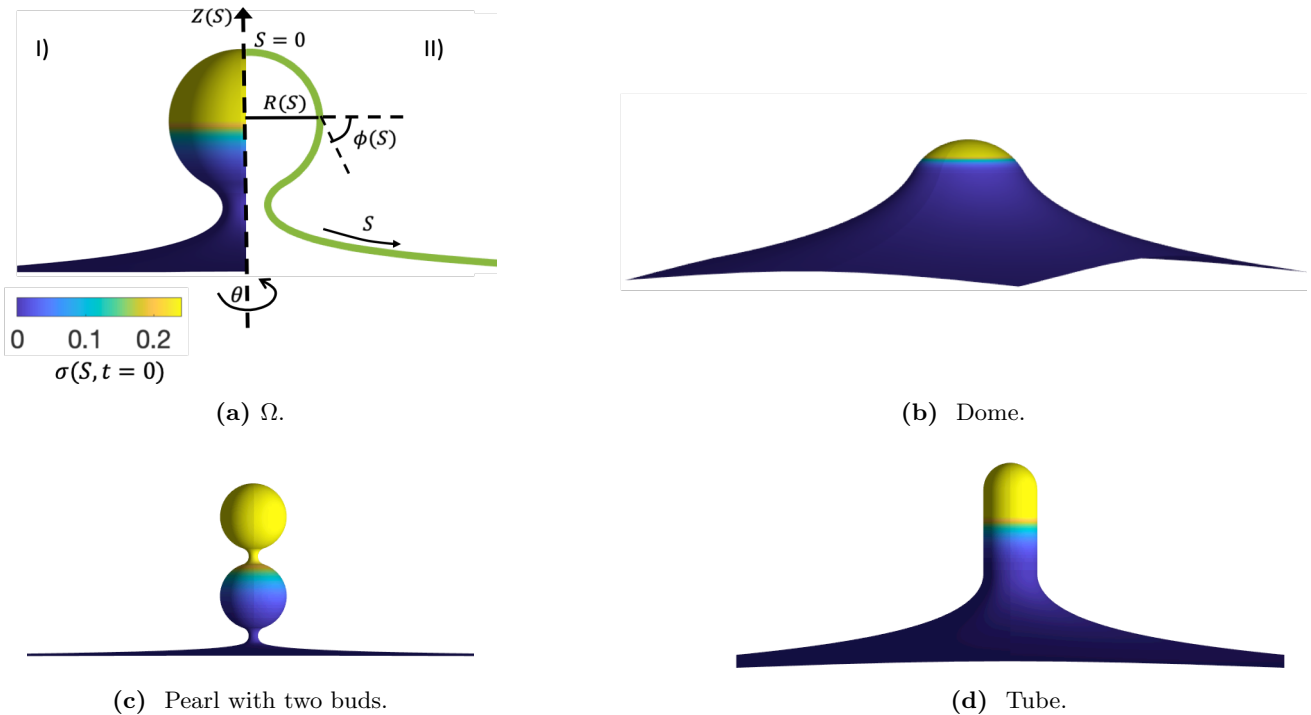 Z(S)
I)
S = 0
II)
R(S)
ϕ(S)
S
θ
0 0.1 0.2
σ(S, t = 0)
(a) Ω.
(b) Dome.
(c) Pearl with two buds.
(d) Tube.